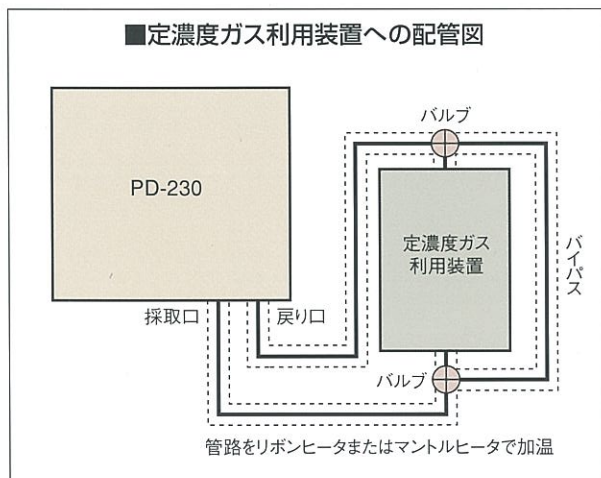 ■定濃度ガス利用装置への配管図
バルブ
PD-230
定濃度ガス
利用装置
バイパス
採取口
戻り口
バルブ
管路をリボンヒータまたはマントルヒータで加温